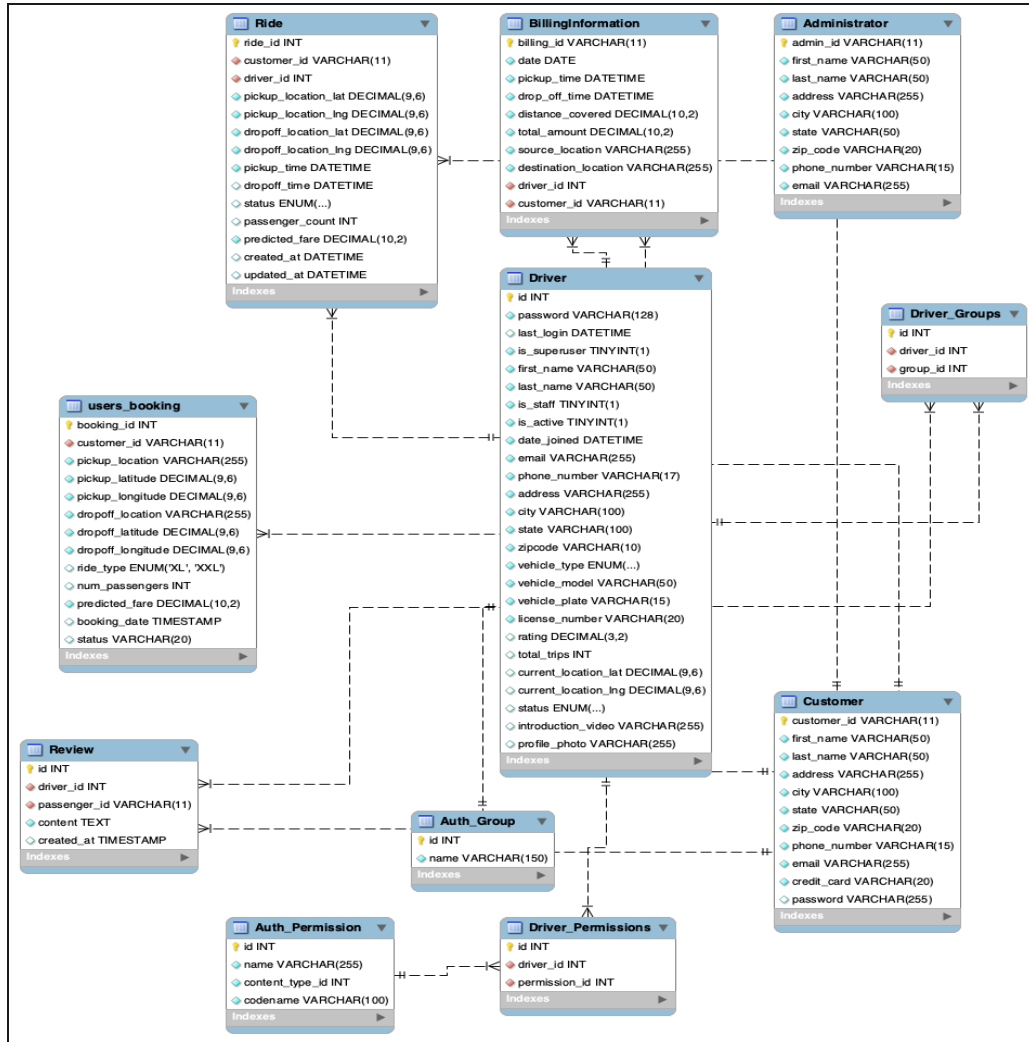 Ride
ride_id INT
customer_id VARCHAR(11)
driver_id INT
pickup_location_lat DECIMAL(9,6)
pickup_location_lng DECIMAL(9,6)
dropoff_location_lat DECIMAL(9,6)
dropoff_location_lng DECIMAL(9,6)
pickup_time DATETIME
dropoff_time DATETIME
status ENUM(...)
passenger_count INT
predicted_fare DECIMAL(10,2)
created_at DATETIME
updated_at DATETIME
Indexes
BillingInformation
billing_id VARCHAR(11)
date DATE
pickup_time DATETIME
drop_off_time DATETIME
distance_covered DECIMAL(10,2)
total_amount DECIMAL(10,2)
source_location VARCHAR(255)
destination_location VARCHAR(255)
driver_id INT
customer_id VARCHAR(11)
Indexes
Administrator
admin_id VARCHAR(11)
first_name VARCHAR(50)
last_name VARCHAR(50)
address VARCHAR(255)
city VARCHAR(100)
state VARCHAR(50)
zip_code VARCHAR(20)
phone_number VARCHAR(15)
email VARCHAR(255)
Indexes
Driver
id INT
password VARCHAR(128)
last_login DATETIME
is_superuser TINYINT(1)
first_name VARCHAR(50)
last_name VARCHAR(50)
is_staff TINYINT(1)
is_active TINYINT(1)
date_joined DATETIME
email VARCHAR(255)
phone_number VARCHAR(17)
address VARCHAR(255)
city VARCHAR(100)
state VARCHAR(100)
zipcode VARCHAR(10)
vehicle_type ENUM(...)
vehicle_model VARCHAR(50)
vehicle_plate VARCHAR(15)
license_number VARCHAR(20)
rating DECIMAL(3,2)
total_trips INT
current_location_lat DECIMAL(9,6)
current_location_lng DECIMAL(9,6)
status ENUM(...)
introduction_video VARCHAR(255)
profile_photo VARCHAR(255)
Indexes
Driver_Groups
id INT
driver_id INT
group_id INT
Indexes
users_booking
booking_id INT
customer_id VARCHAR(11)
pickup_location VARCHAR(255)
pickup_latitude DECIMAL(9,6)
pickup_longitude DECIMAL(9,6)
dropoff_location VARCHAR(255)
dropoff_latitude DECIMAL(9,6)
dropoff_longitude DECIMAL(9,6)
ride_type ENUM('XL', 'XXL')
num_passengers INT
predicted_fare DECIMAL(10,2)
booking_date TIMESTAMP
status VARCHAR(20)
Indexes
Customer
customer_id VARCHAR(11)
first_name VARCHAR(50)
last_name VARCHAR(50)
address VARCHAR(255)
city VARCHAR(100)
state VARCHAR(50)
zip_code VARCHAR(20)
phone_number VARCHAR(15)
email VARCHAR(255)
credit_card VARCHAR(20)
password VARCHAR(255)
Indexes
Review
id INT
driver_id INT
passenger_id VARCHAR(11)
content TEXT
created_at TIMESTAMP
Indexes
Auth_Group
id INT
name VARCHAR(150)
Indexes
Auth_Permission
id INT
name VARCHAR(255)
content_type_id INT
codename VARCHAR(100)
Indexes
Driver_Permissions
id INT
driver_id INT
permission_id INT
Indexes